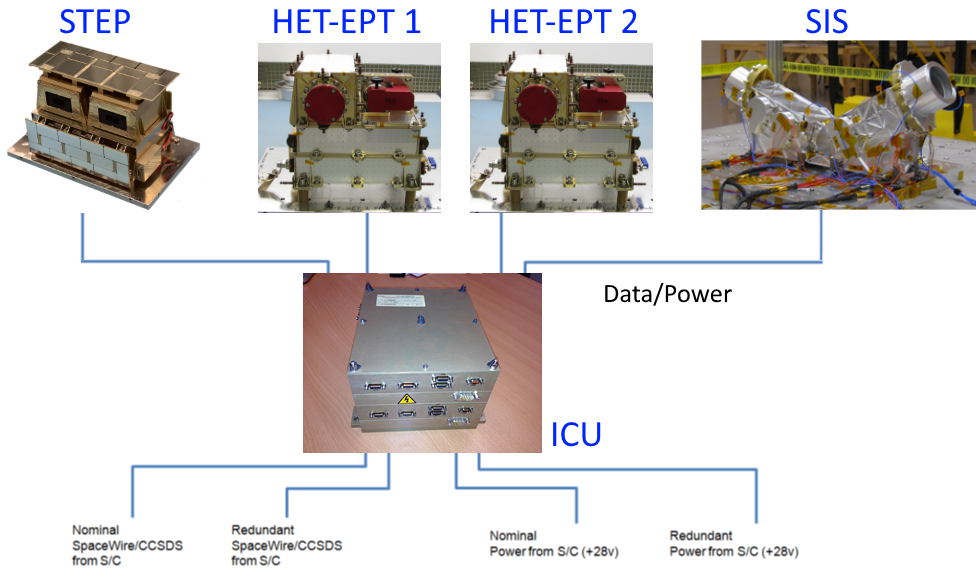 STEP
HET-EPT 1
HET-EPT 2
SIS
Data/Power
ICU
Nominal
SpaceWire/CCSDS
from S/C
Redundant
SpaceWire/CCSDS
from S/C
Nominal
Power from S/C (+28v)
Redundant
Power from S/C (+28v)